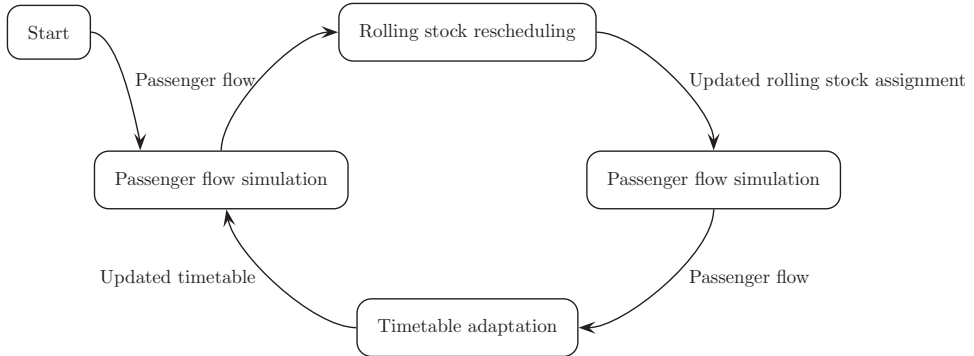 Start
Rolling stock rescheduling
Passenger flow
Updated rolling stock assignment
Passenger flow simulation
Passenger flow simulation
Updated timetable
Passenger flow
Timetable adaptation